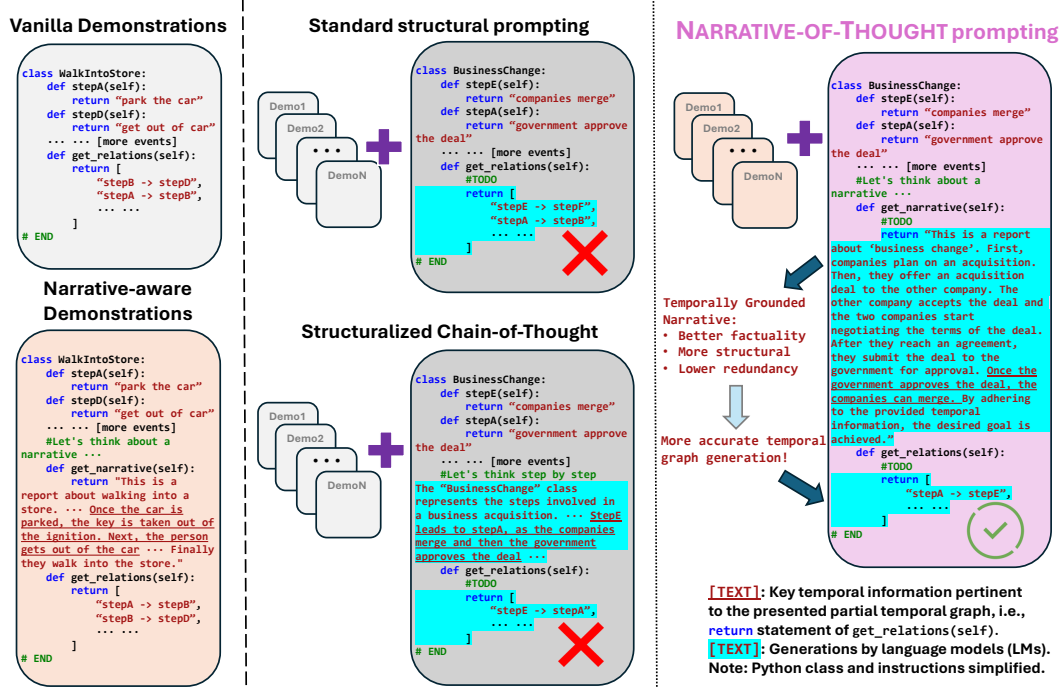 Vanilla Demonstrations
class WalkIntoStore:
def stepA(self):
return “park the car”
def stepD(self):
return “get out of car”
··· ··· [more events]
def get_relations(self):
return [
“stepB -> stepD”,
“stepA -> stepB”,
··· ···
]
# END
Narrative-aware
Demonstrations
class WalkIntoStore:
def stepA(self):
return “park the car”
def stepD(self):
return “get out of car”
··· ··· [more events]
#Let's think about a
narrative ···
def get_narrative(self):
return "This is a
report about walking into a
store. ··· Once the car is
parked, the key is taken out of
the ignition. Next, the person
gets out of the car ··· Finally
they walk into the store."
def get_relations(self):
return [
“stepA -> stepB”,
“stepB -> stepD”,
··· ···
]
# END
Standard structural prompting
Demo1
Demo2
•••
DemoN
class BusinessChange:
def stepE(self):
return “companies merge”
def stepA(self):
return “government approve
the deal”
··· ··· [more events]
def get_relations(self):
#TODO
return [
“stepE -> stepF”,
“stepA -> stepB”,
··· ···
]
# END
Structuralized Chain-of-Thought
Demo1
Demo2
•••
DemoN
class BusinessChange:
def stepE(self):
return “companies merge”
def stepA(self):
return “government approve
the deal”
··· ··· [more events]
#Let's think step by step
The “BusinessChange” class
represents the steps involved in
a business acquisition. ··· StepE
leads to stepA, as the companies
merge and then the government
approves the deal ···
def get_relations(self):
#TODO
return [
“stepE -> stepA”,
··· ···
]
# END
NARRATIVE-OF-THOUGHT prompting
Demo1
Demo2
•••
DemoN
class BusinessChange:
def stepE(self):
return “companies merge”
def stepA(self):
return “government approve
the deal”
··· ··· [more events]
#Let's think about a
narrative ···
def get_narrative(self):
#TODO
return “This is a report
about ‘business change’. First,
companies plan on an acquisition.
Then, they offer an acquisition
deal to the other company. The
other company accepts the deal and
the two companies start
negotiating the terms of the deal.
After they reach an agreement,
they submit the deal to the
government for approval. Once the
government approves the deal, the
companies can merge. By adhering
to the provided temporal
information, the desired goal is
achieved.”
def get_relations(self):
#TODO
return [
“stepA -> stepE”,
··· ···
]
# END
Temporally Grounded
Narrative:
• Better factuality
• More structural
• Lower redundancy
More accurate temporal
graph generation!
[TEXT]: Key temporal information pertinent
to the presented partial temporal graph, i.e.,
return statement of get_relations(self).
[TEXT]: Generations by language models (LMs).
Note: Python class and instructions simplified.